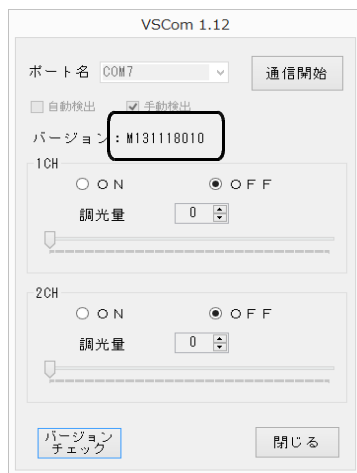 VSCom 1.12
ポート名 COM7 通信開始
自動検出 手動検出
バージョン：M131118010
1CH
ＯＮ ＯＦＦ
調光量 0
2CH
ＯＮ ＯＦＦ
調光量 0
バージョン
チェック
閉じる